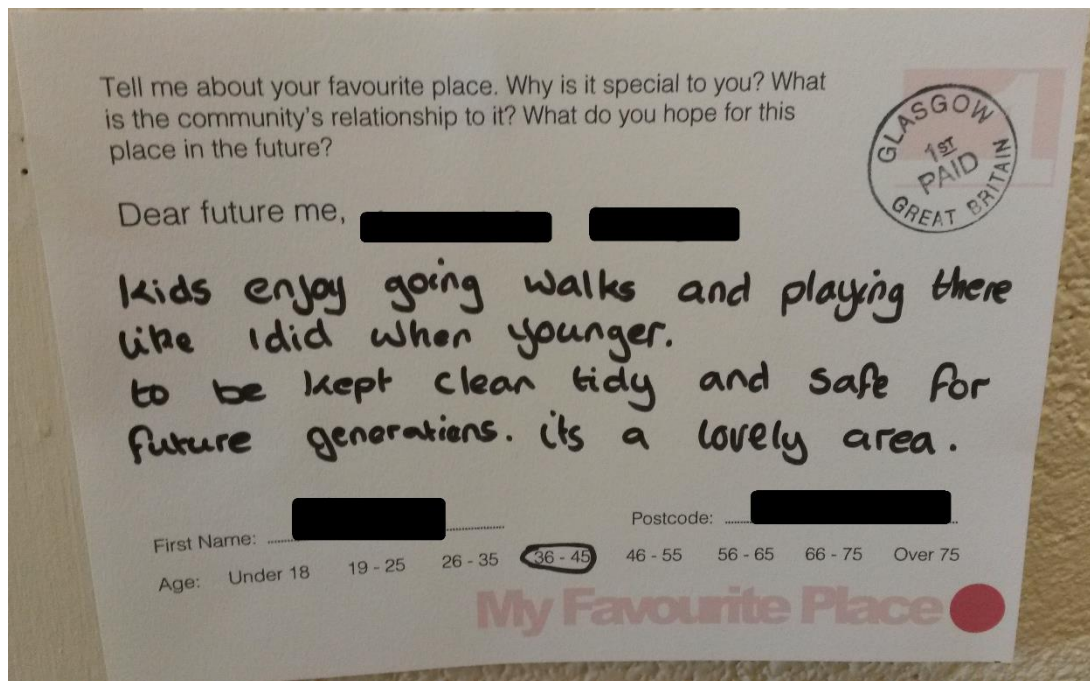 Tell me about your favourite place. Why is it special to you? What
is the community's relationship to it? What do you hope for this
place in the future?
GLASGOW
1ST
PAID
GREAT BRITAIN
1
Dear future me,
kids enjoy going walks and playing there
like I did when younger.
to be kept clean tidy and safe for
future generations. its a lovely area.
First Name:
Postcode:
Age: Under 18 19 - 25 26 - 35 36 - 45 46 - 55 56 - 65 66 - 75 Over 75
My Favourite Place